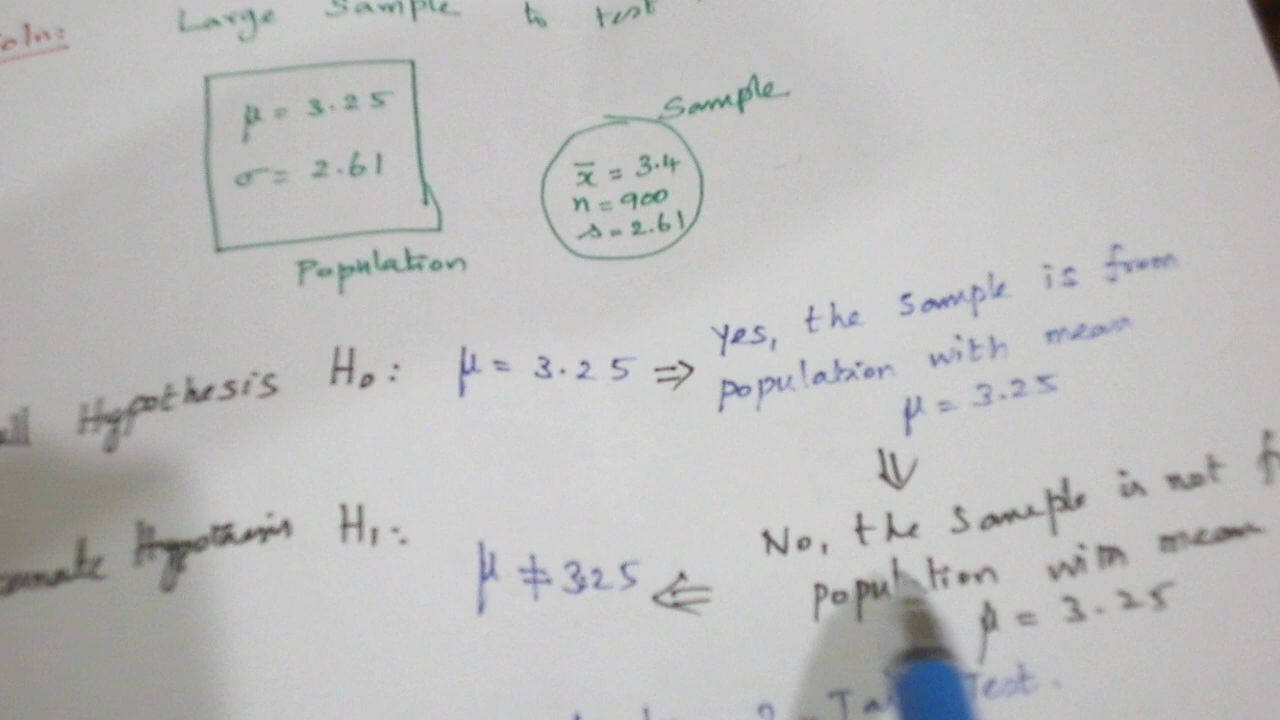 Soln:
Large Sample to test
μ = 3.25
σ = 2.61
Population
Sample
x̄ = 3.4
n = 900
s = 2.61
Hypothesis H₀: μ = 3.25 ⇒ Yes, the sample is from
population with mean
μ = 3.25
⇓
Hypothesis H₁: μ ≠ 3.25 ⇐ No, the sample is not
population with mean
μ = 3.25
Test.